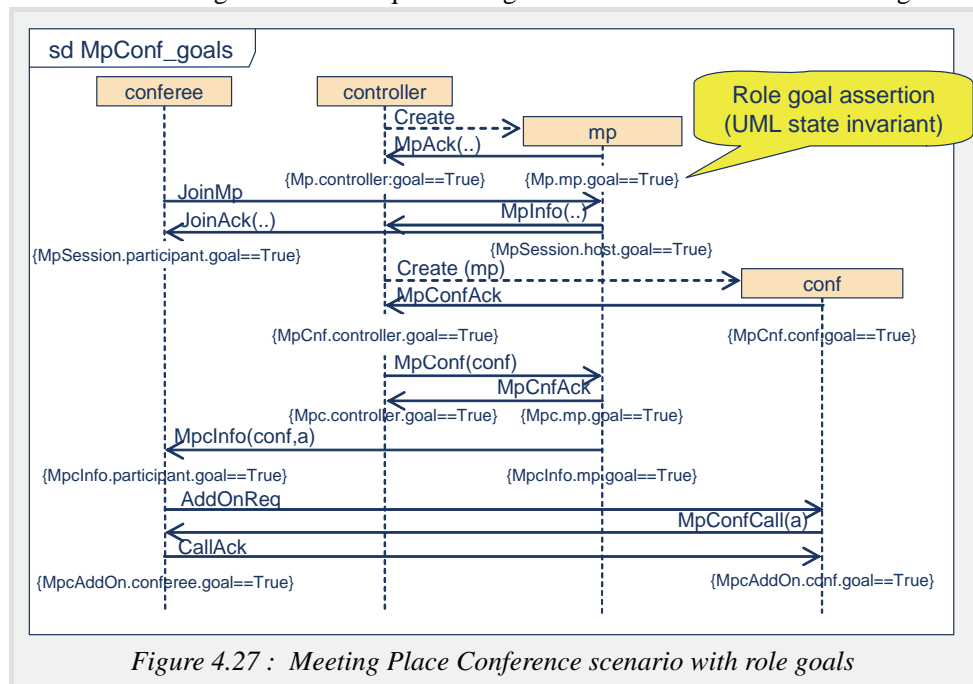 sd MpConf_goals
conferee
controller
Role goal assertion
(UML state invariant)
Create
mp
MpAck(..)
{Mp.controller:goal==True}
{Mp.mp.goal==True}
JoinMp
MpInfo(..)
JoinAck(..)
{MpSession.participant.goal==True}
{MpSession.host.goal==True}
Create (mp)
conf
MpConfAck
{MpCnf.controller.goal==True}
{MpCnf.conf.goal==True}
MpConf(conf)
MpCnfAck
{Mpc.controller.goal==True}
{Mpc.mp.goal==True}
MpcInfo(conf,a)
{MpcInfo.participant.goal==True}
{MpcInfo.mp.goal==True}
AddOnReq
MpConfCall(a)
CallAck
{MpcAddOn.conferee.goal==True}
{MpcAddOn.conf.goal==True}
Figure 4.27 : Meeting Place Conference scenario with role goals